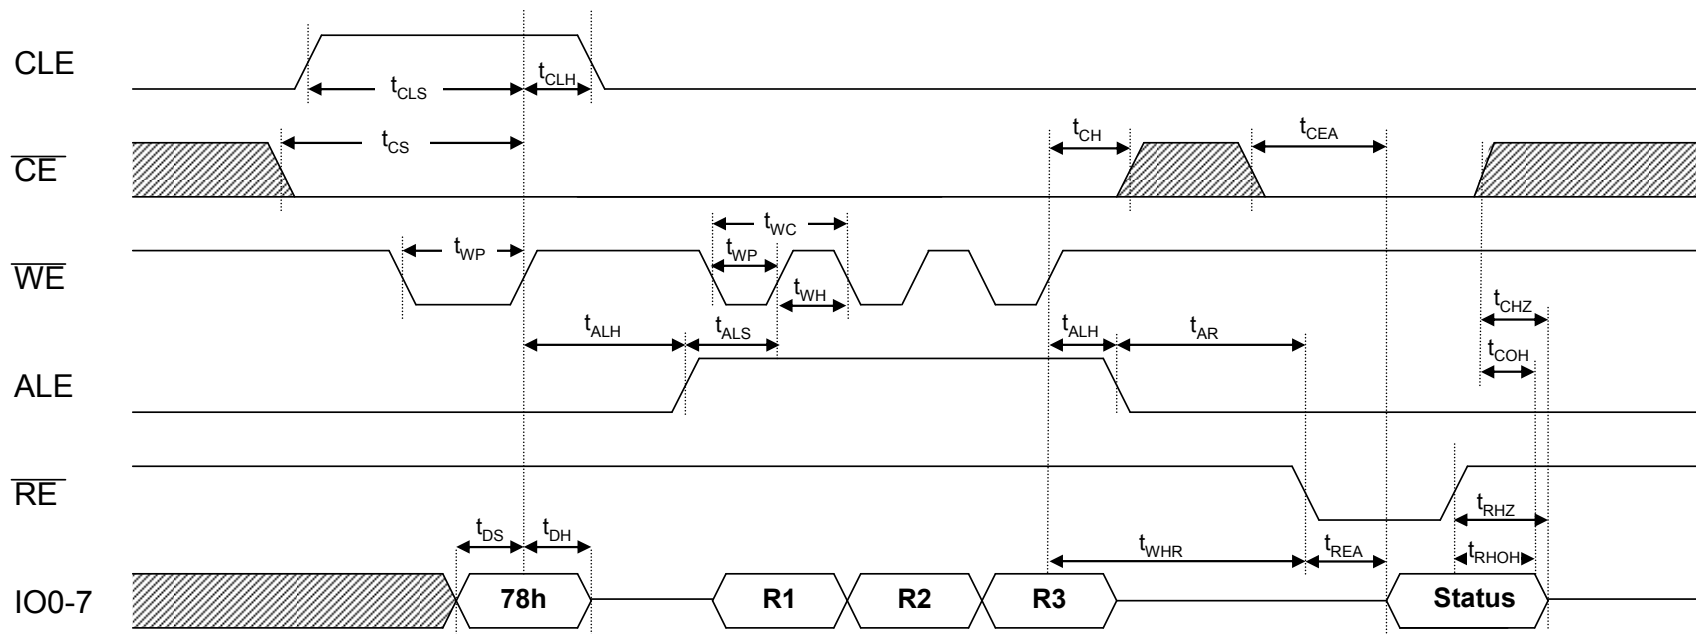 CLE
tCLS
tCLH
CE
tCS
tCH
tCEA
WE
tWP
tWC
tWP
tWH
tCHZ
tALH
tALS
tALH
tAR
tCOH
ALE
RE
tRHZ
tDS
tDH
tWHR
tREA
tRHOH
IO0-7
78h
R1
R2
R3
Status